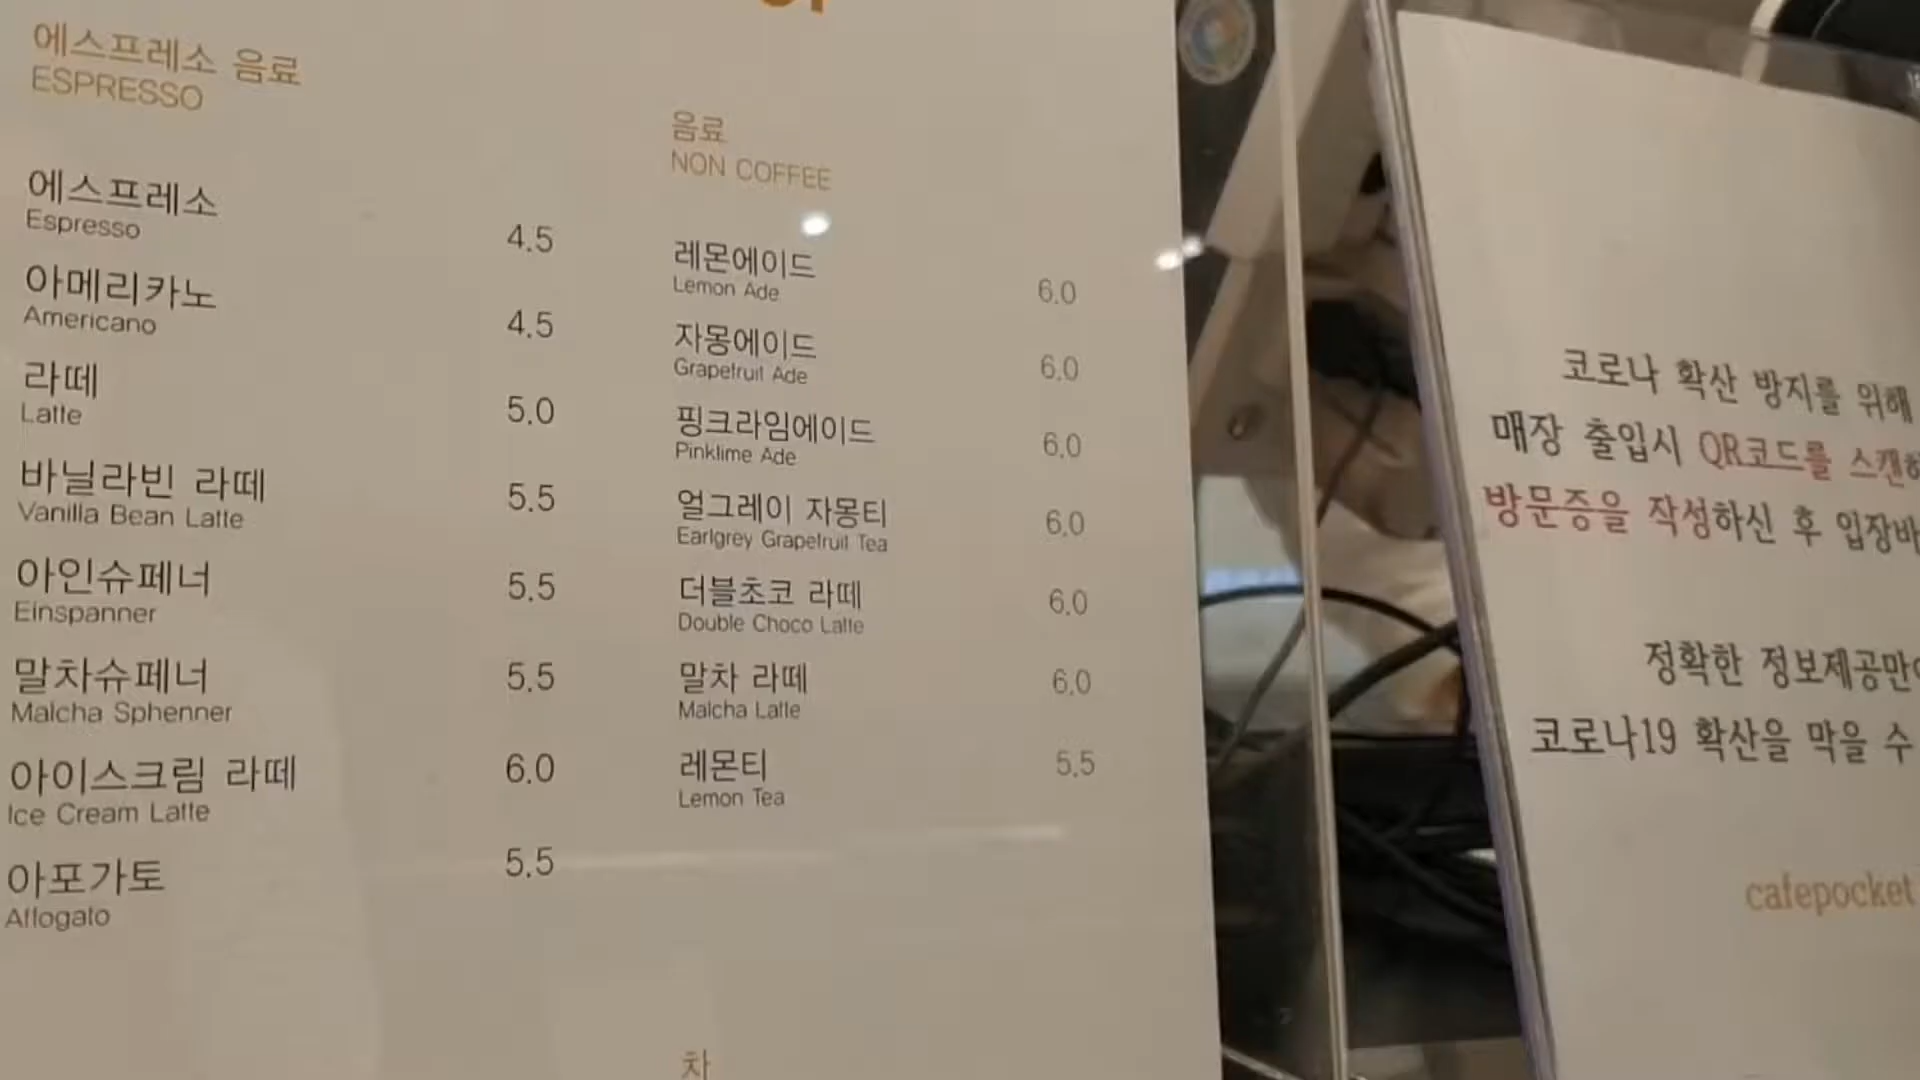 에스프레소 음료
ESPRESSO
에스프레소
Espresso
4.5
아메리카노
Americano
4.5
라떼
Latte
5.0
바닐라빈 라떼
Vanilla Bean Latte
5.5
아인슈페너
Einspanner
5.5
말차슈페너
Malcha Sphenner
5.5
아이스크림 라떼
Ice Cream Latte
6.0
아포가토
Affogato
5.5
음료
NON COFFEE
레몬에이드
Lemon Ade
6.0
자몽에이드
Grapefruit Ade
6.0
핑크라임에이드
Pinklime Ade
6.0
얼그레이 자몽티
Earlgrey Grapefruit Tea
6.0
더블초코 라떼
Double Choco Latte
6.0
말차 라떼
Malcha Latte
6.0
레몬티
Lemon Tea
5.5
차
코로나 확산 방지를 위해
매장 출입시 QR코드를 스캔
방문증을 작성하신 후 입장바
정확한 정보제공만
코로나19 확산을 막을 수
cafepocket